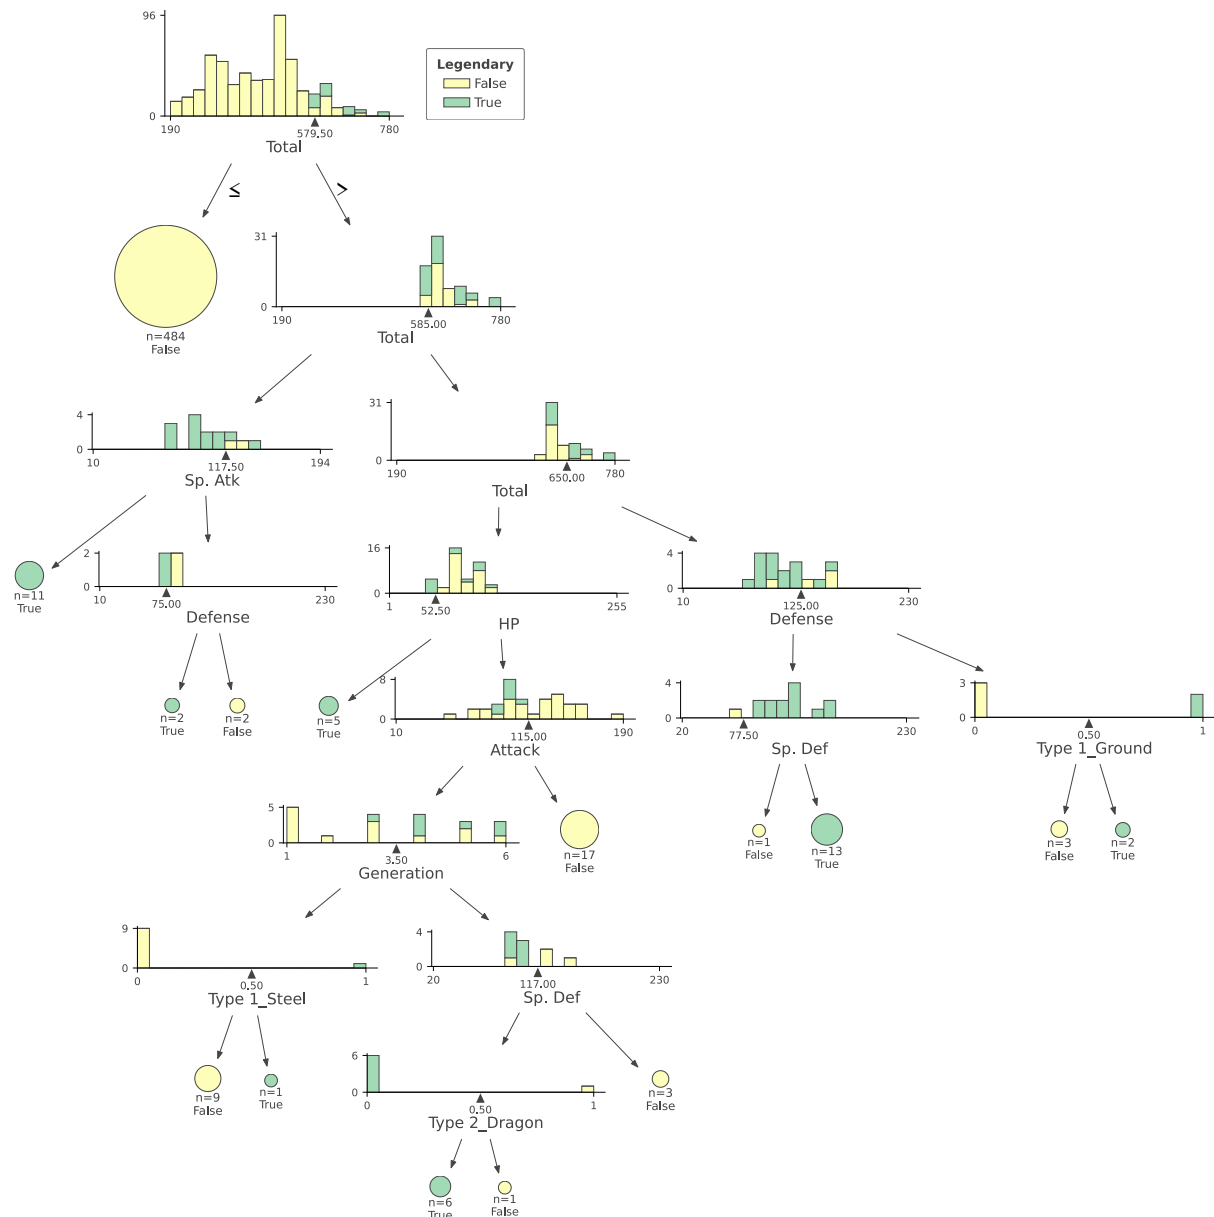 96
0
190
579.50
780
Total
Legendary
False
True
≤
>
n=484
False
31
0
190
585.00
780
Total
4
0
10
117.50
194
Sp. Atk
31
0
190
650.00
780
Total
n=11
True
2
0
10
75.00
230
Defense
16
0
1
52.50
255
HP
4
0
10
125.00
230
Defense
n=2
True
n=2
False
n=5
True
8
0
10
115.00
190
Attack
4
0
20
77.50
230
Sp. Def
3
0
0
0.50
1
Type 1_Ground
5
0
1
3.50
6
Generation
n=17
False
n=1
False
n=13
True
n=3
False
n=2
True
9
0
0
0.50
1
Type 1_Steel
4
0
20
117.00
230
Sp. Def
n=9
False
n=1
True
6
0
0
0.50
1
Type 2_Dragon
n=3
False
n=6
True
n=1
False